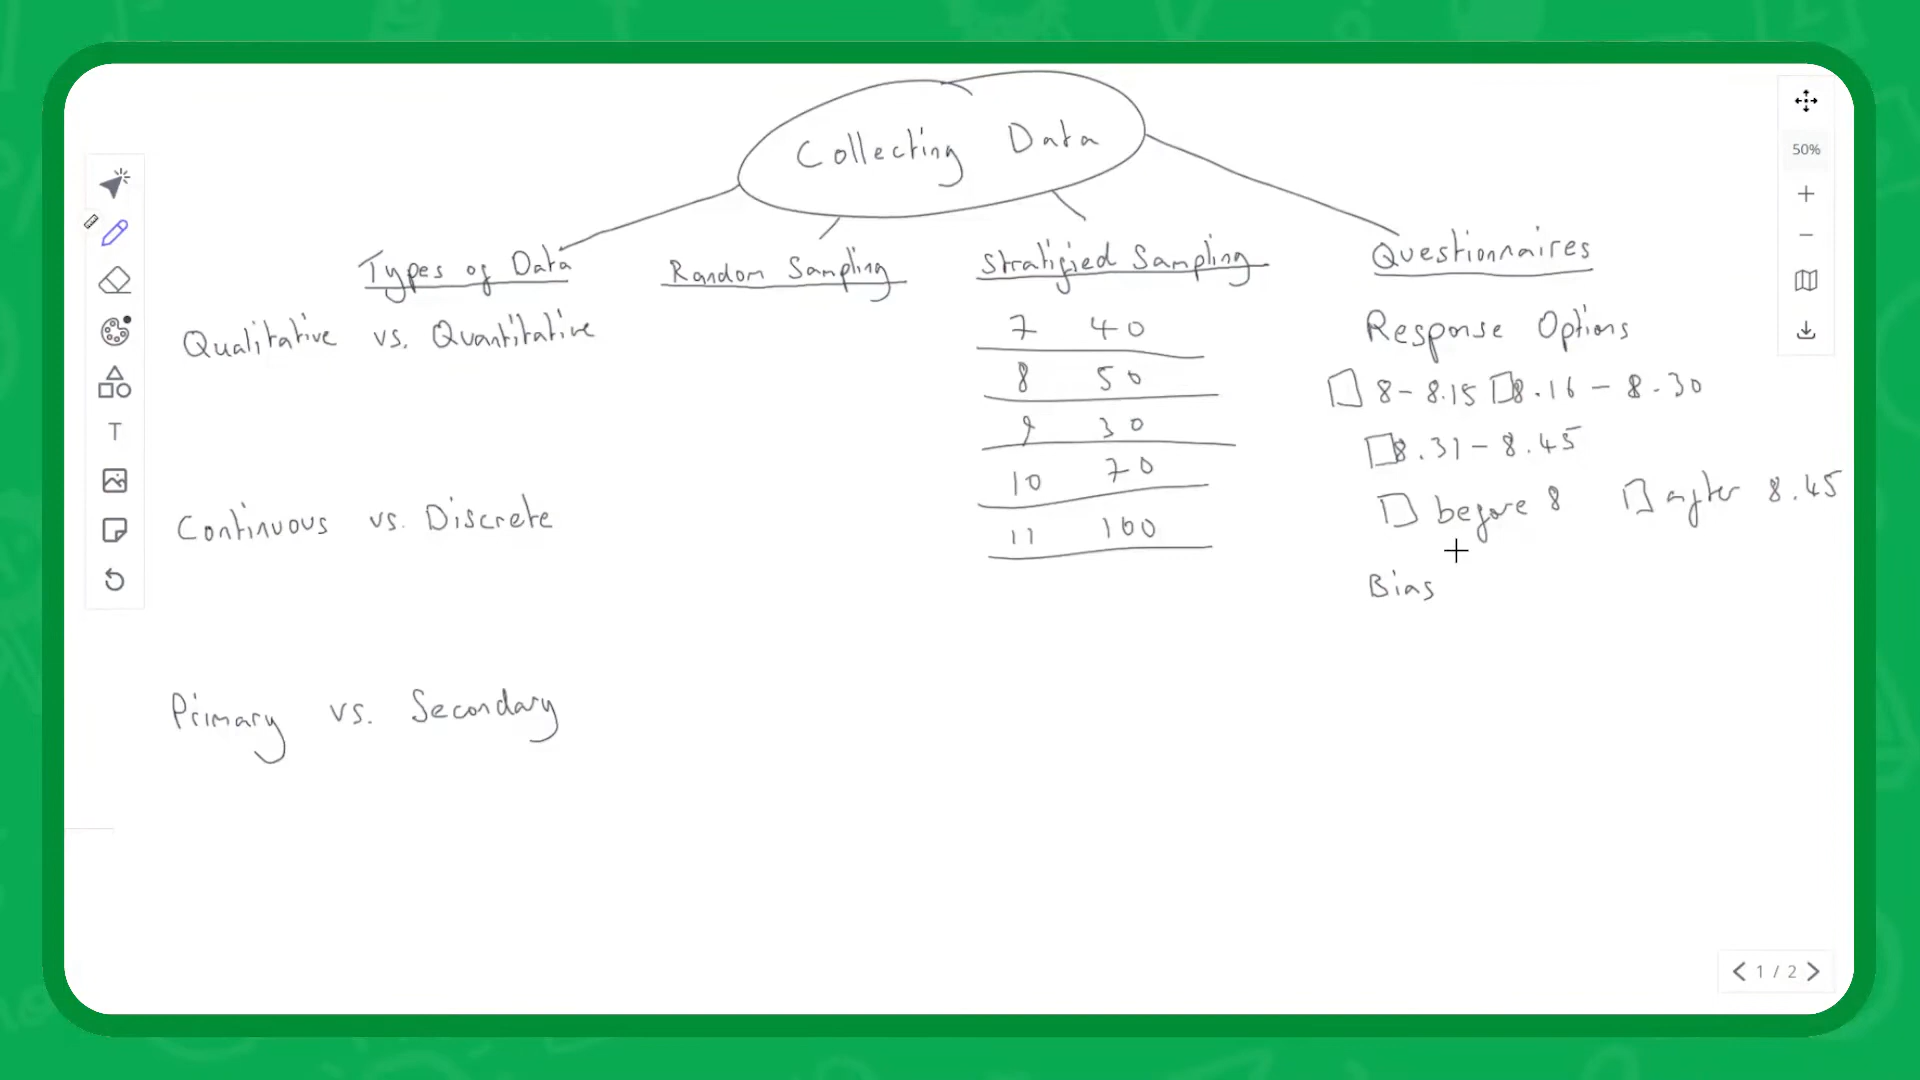 Collecting Data
Types of Data
Qualitative vs. Quantitative
Continuous vs. Discrete
Primary vs. Secondary
Random Sampling
Stratified Sampling
7 40
8 50
9 30
10 70
11 100
Questionnaires
Response Options
8-8.15 8.16 - 8.30
8.31 - 8.45
before 8 after 8.45
Bias
T
50%
1 / 2